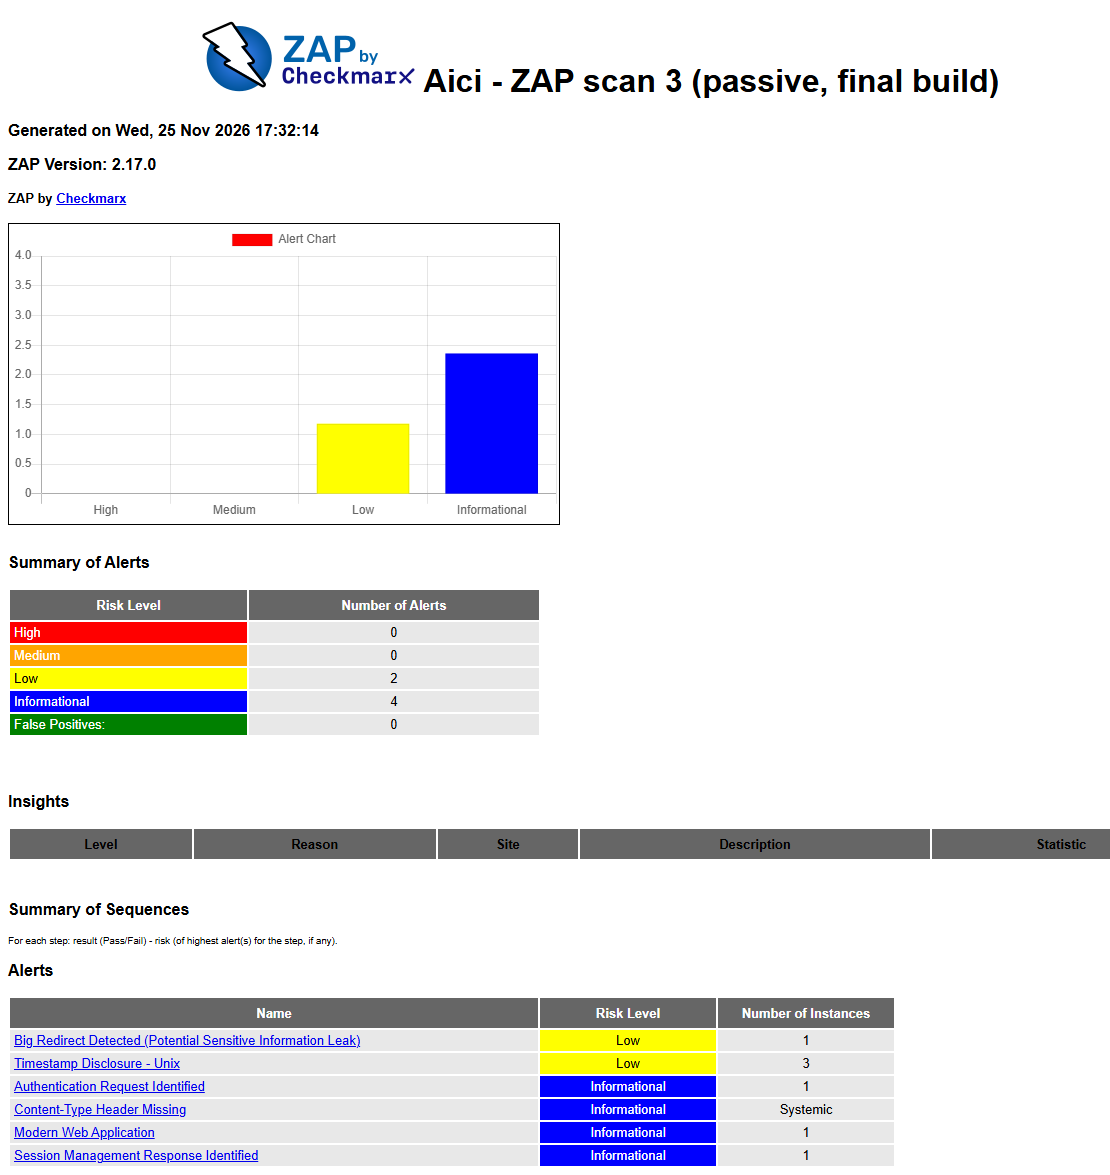 ZAP by
Checkmarx Aici - ZAP scan 3 (passive, final build)
Generated on Wed, 25 Nov 2026 17:32:14
ZAP Version: 2.17.0
ZAP by Checkmarx
Alert Chart
4.0
3.5
3.0
2.5
2.0
1.5
1.0
0.5
0
High Medium Low Informational
Summary of Alerts
Risk Level Number of Alerts
High 0
Medium 0
Low 2
Informational 4
False Positives: 0
Insights
Level Reason Site Description Statistic
Summary of Sequences
For each step: result (Pass/Fail) - risk (of highest alert(s) for the step, if any).
Alerts
Name Risk Level Number of Instances
Big Redirect Detected (Potential Sensitive Information Leak) Low 1
Timestamp Disclosure - Unix Low 3
Authentication Request Identified Informational 1
Content-Type Header Missing Informational Systemic
Modern Web Application Informational 1
Session Management Response Identified Informational 1